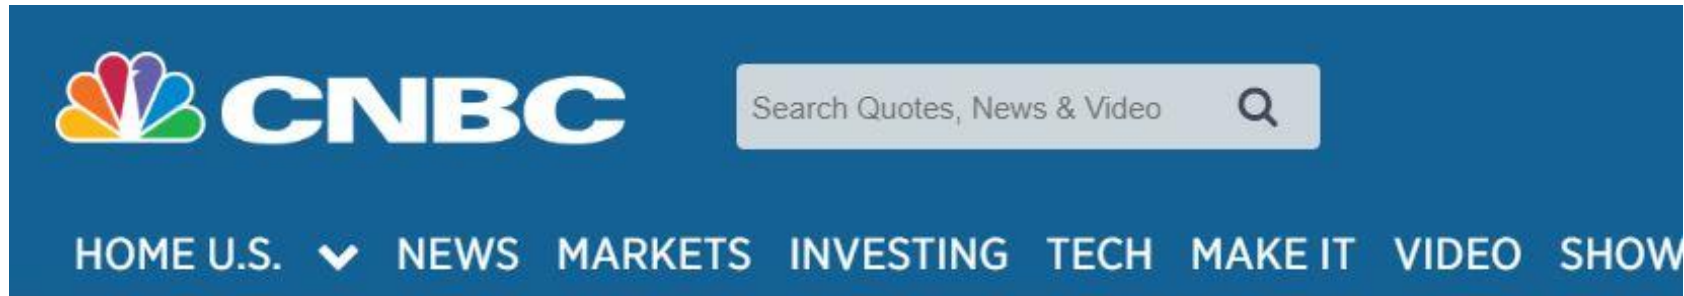 CNBC
Search Quotes, News & Video
HOME U.S. NEWS MARKETS INVESTING TECH MAKE IT VIDEO SHOW